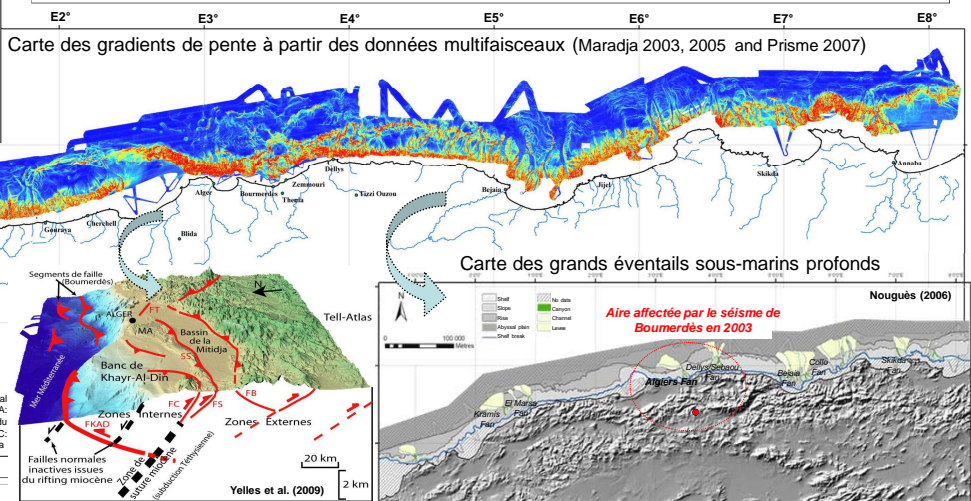 E2° E3° E4° E5° E6° E7° E8°
Carte des gradients de pente à partir des données multifaisceaux (Maradja 2003, 2005 and Prisme 2007)
Gouraya
Cherchell
Blida
Alger
Bourmerdes
Zemmouri
Thenia
Dellys
Tizzi Ouzou
Bejaia
Jijel
Skikda
Annaba
Segments de faille
(Boumerdès)
Mer Méditerranée
ALGER
MA
FT
N
Bassin
de la
Mitidja
Tell-Atlas
Banc de
Khayr-Al-Din
SS
FC
FS
FB
Zones Internes
Zones Externes
FKAD
Failles normales
inactives issues
du rifting miocène
Zone de
suture miocène
(subduction Téthysienne)
20 km
2 km
Yelles et al. (2009)
al
A:
du
C:
a
Carte des grands éventails sous-marins profonds
Nouguès (2006)
N
Shelf
Slope
Rise
Abyssal plain
Shelf break
No data
Canyon
Channel
Levee
0
100 000
Mètres
Aire affectée par le séisme de
Boumerdès en 2003
Kramis
Fan
El Marsa
Fan
Algiers Fan
Dellys/Sebaou
Fan
Bejaia
Fan
Collo
Fan
Skikda
Fan